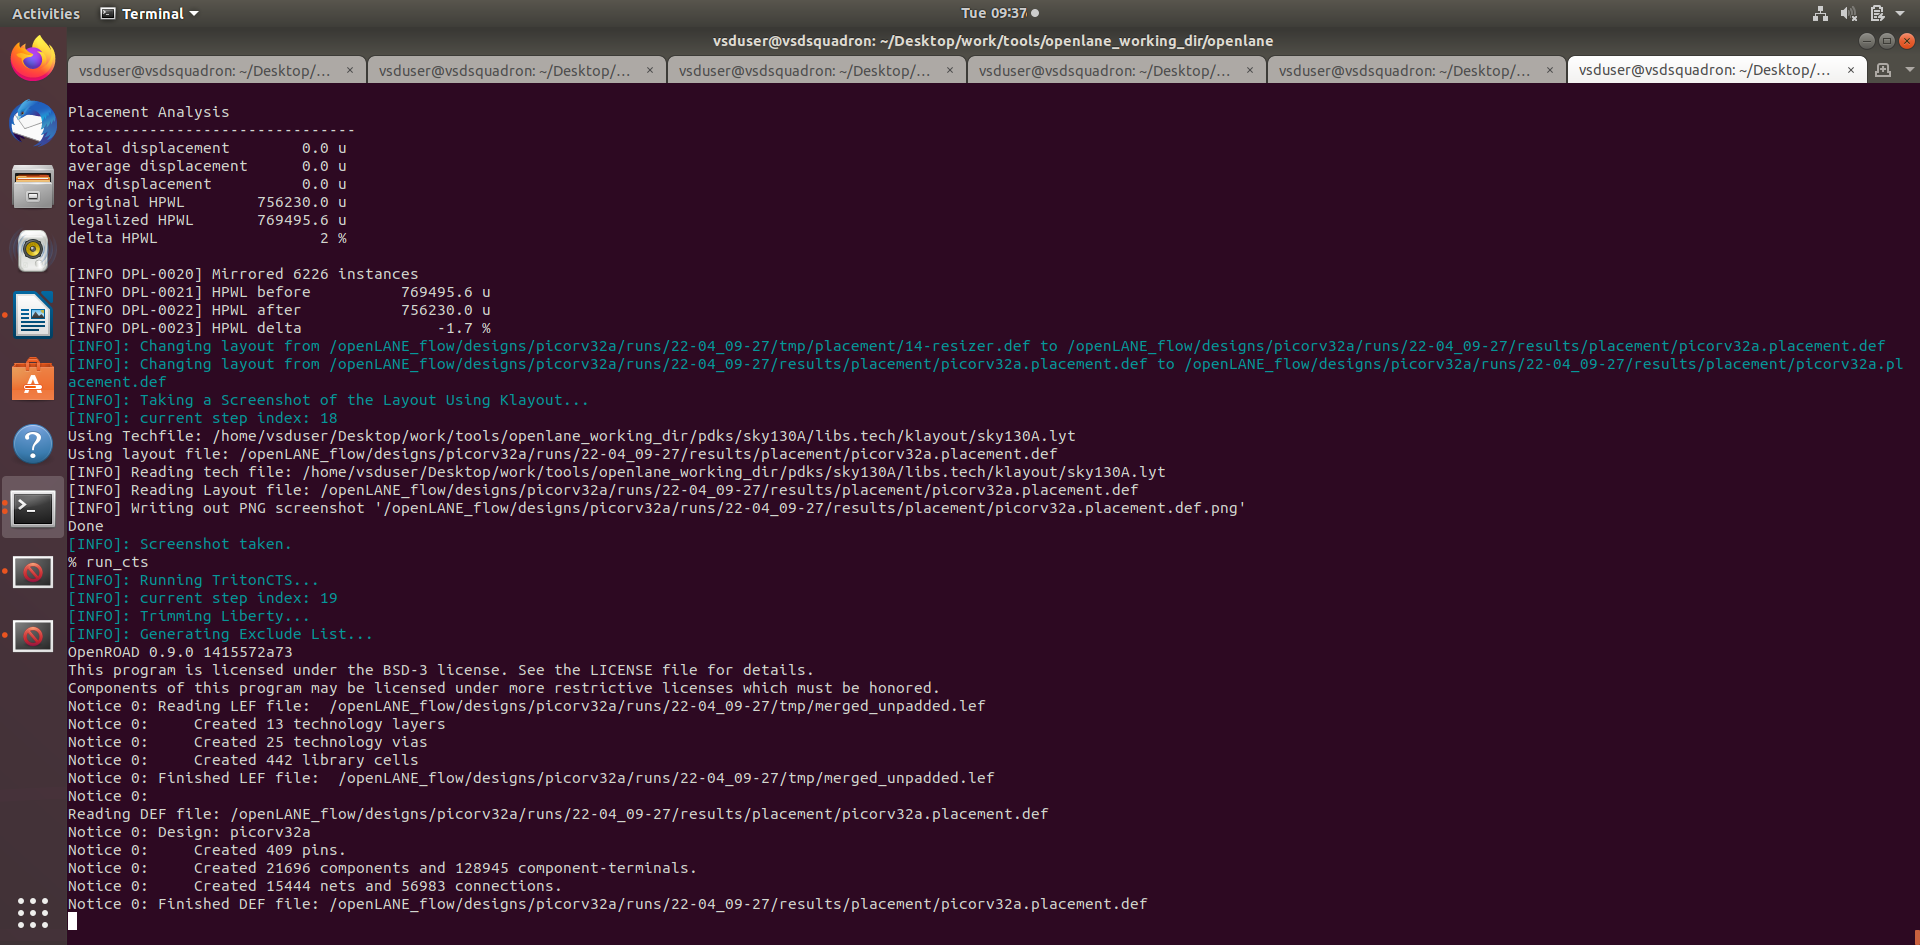 Activities
Terminal
Tue 09:37
vsduser@vsdsquadron: ~/Desktop/work/tools/openlane_working_dir/openlane
vsduser@vsdsquadron: ~/Desktop/... × vsduser@vsdsquadron: ~/Desktop/... × vsduser@vsdsquadron: ~/Desktop/... × vsduser@vsdsquadron: ~/Desktop/... × vsduser@vsdsquadron: ~/Desktop/... × vsduser@vsdsquadron: ~/Desktop/... ×
Placement Analysis
--------------------------------
total displacement        0.0 u
average displacement      0.0 u
max displacement          0.0 u
original HPWL        756230.0 u
legalized HPWL       769495.6 u
delta HPWL                  2 %
[INFO DPL-0020] Mirrored 6226 instances
[INFO DPL-0021] HPWL before          769495.6 u
[INFO DPL-0022] HPWL after           756230.0 u
[INFO DPL-0023] HPWL delta               -1.7 %
[INFO]: Changing layout from /openLANE_flow/designs/picorv32a/runs/22-04_09-27/tmp/placement/14-resizer.def to /openLANE_flow/designs/picorv32a/runs/22-04_09-27/results/placement/picorv32a.placement.def
[INFO]: Changing layout from /openLANE_flow/designs/picorv32a/runs/22-04_09-27/results/placement/picorv32a.placement.def to /openLANE_flow/designs/picorv32a/runs/22-04_09-27/results/placement/picorv32a.pl
acement.def
[INFO]: Taking a Screenshot of the Layout Using Klayout...
[INFO]: current step index: 18
Using Techfile: /home/vsduser/Desktop/work/tools/openlane_working_dir/pdks/sky130A/libs.tech/klayout/sky130A.lyt
Using layout file: /openLANE_flow/designs/picorv32a/runs/22-04_09-27/results/placement/picorv32a.placement.def
[INFO] Reading tech file: /home/vsduser/Desktop/work/tools/openlane_working_dir/pdks/sky130A/libs.tech/klayout/sky130A.lyt
[INFO] Reading Layout file: /openLANE_flow/designs/picorv32a/runs/22-04_09-27/results/placement/picorv32a.placement.def
[INFO] Writing out PNG screenshot '/openLANE_flow/designs/picorv32a/runs/22-04_09-27/results/placement/picorv32a.placement.def.png'
Done
[INFO]: Screenshot taken.
% run_cts
[INFO]: Running TritonCTS...
[INFO]: current step index: 19
[INFO]: Trimming Liberty...
[INFO]: Generating Exclude List...
OpenROAD 0.9.0 1415572a73
This program is licensed under the BSD-3 license. See the LICENSE file for details.
Components of this program may be licensed under more restrictive licenses which must be honored.
Notice 0: Reading LEF file:  /openLANE_flow/designs/picorv32a/runs/22-04_09-27/tmp/merged_unpadded.lef
Notice 0:     Created 13 technology layers
Notice 0:     Created 25 technology vias
Notice 0:     Created 442 library cells
Notice 0: Finished LEF file:  /openLANE_flow/designs/picorv32a/runs/22-04_09-27/tmp/merged_unpadded.lef
Notice 0:
Reading DEF file: /openLANE_flow/designs/picorv32a/runs/22-04_09-27/results/placement/picorv32a.placement.def
Notice 0: Design: picorv32a
Notice 0:     Created 409 pins.
Notice 0:     Created 21696 components and 128945 component-terminals.
Notice 0:     Created 15444 nets and 56983 connections.
Notice 0: Finished DEF file: /openLANE_flow/designs/picorv32a/runs/22-04_09-27/results/placement/picorv32a.placement.def